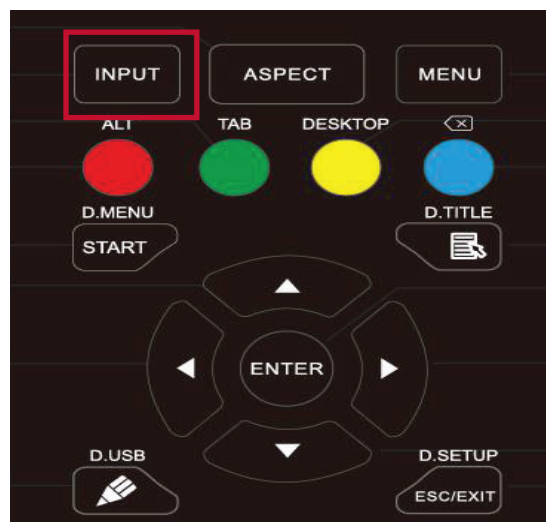 INPUT ASPECT MENU
ALT TAB DESKTOP
D.MENU D.TITLE
START
ENTER
D.USB D.SETUP
ESC/EXIT